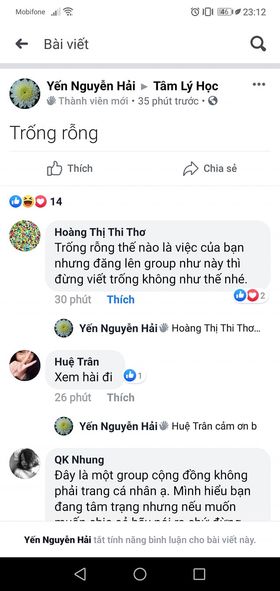 Mobifone
46
23:12
Bài viết
Yến Nguyễn Hải ▸ Tâm Lý Học
Thành viên mới • 35 phút trước •
Trống rỗng
Thích
Chia sẻ
14
Hoàng Thị Thi Thơ
Trống rỗng thế nào là việc của bạn
nhưng đăng lên group như này thì
đừng viết trống không như thế nhé.
2
30 phút Thích
Yến Nguyễn Hải Hoàng Thị Thi Thơ...
Huệ Trân
Xem hài đi
1
26 phút Thích
Yến Nguyễn Hải Huệ Trân cảm ơn b
QK Nhung
Đây là một group cộng đồng không
phải trang cá nhân ạ. Mình hiểu bạn
đang tâm trạng nhưng nếu muốn
Yến Nguyễn Hải tắt tính năng bình luận cho bài viết này.